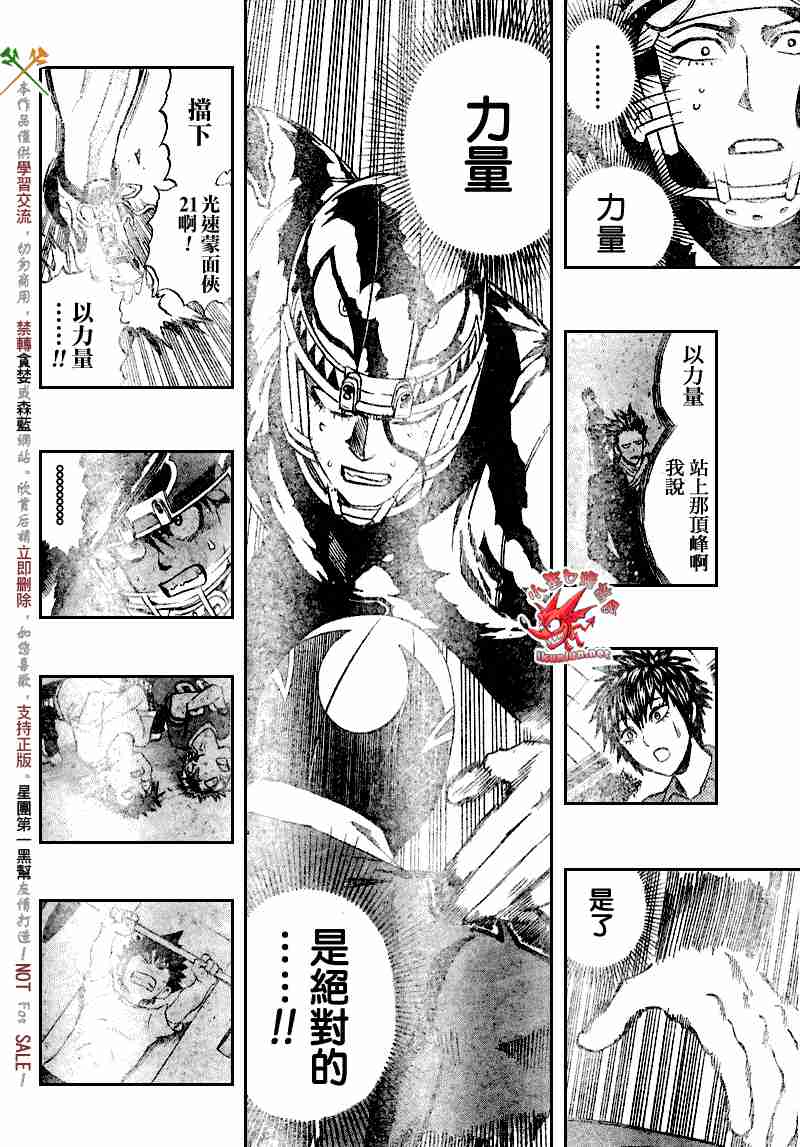 ……
力量
以力量
站上那頂峰啊
我說
是了
力量
是絕對的
……!!
擋下
光速蒙面俠
21啊！
以力量
……!!
………
本作品僅供學習交流，切勿商用，禁轉貪婪或森藍網站。欣賞后請立即刪除，如您喜歡，支持正版。星團第一黑幫友情打造—NOT For SALE—